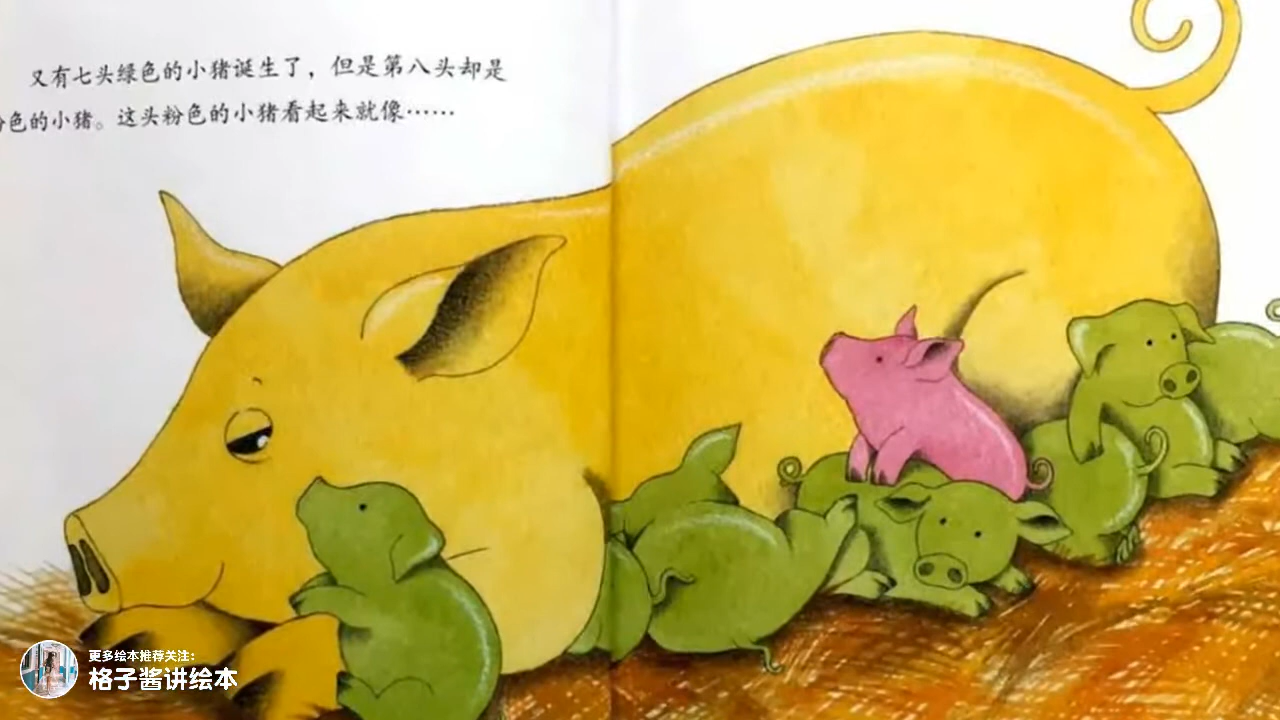 又有七头绿色的小猪诞生了，但是第八头却是
色的小猪。这头粉色的小猪看起来就像……
更多绘本推荐关注：
格子酱讲绘本